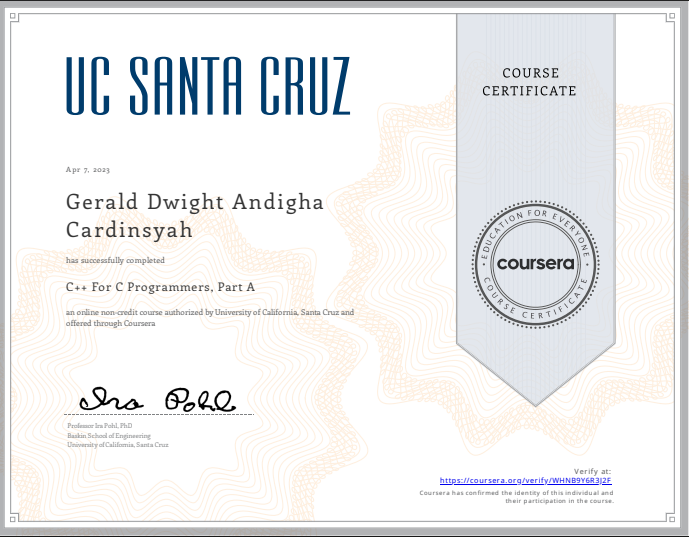 UC SANTA CRUZ
COURSE
CERTIFICATE
Apr 7, 2023
Gerald Dwight Andigha
Cardinsyah
has successfully completed
C++ For C Programmers, Part A
an online non-credit course authorized by University of California, Santa Cruz and
offered through Coursera
EDUCATION FOR EVERYONE
coursera
COURSE CERTIFICATE
Ira Pohl
Professor Ira Pohl, PhD
Baskin School of Engineering
University of California, Santa Cruz
Verify at:
https://coursera.org/verify/WHNB9Y6R3J2F
Coursera has confirmed the identity of this individual and
their participation in the course.